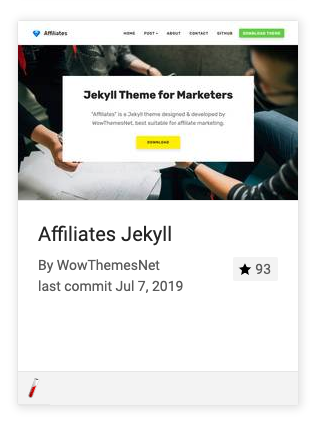 Affiliates
HOME POST ABOUT CONTACT GITHUB DOWNLOAD THEME
Jekyll Theme for Marketers
"Affiliates" is a Jekyll theme designed & developed by
WowThemesNet, best suitable for affiliate marketing.
DOWNLOAD
Affiliates Jekyll
By WowThemesNet
last commit Jul 7, 2019
93